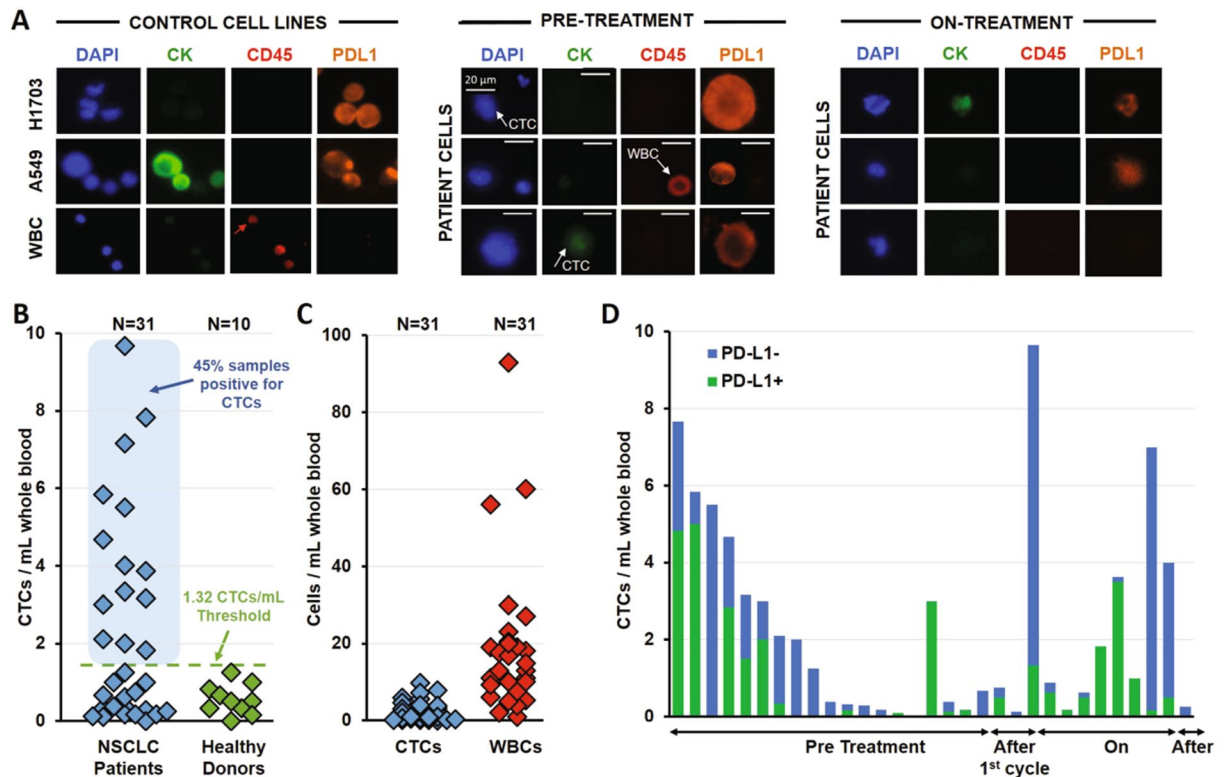 A
CONTROL CELL LINES
PRE-TREATMENT
ON-TREATMENT
DAPI CK CD45 PDL1
DAPI CK CD45 PDL1
DAPI CK CD45 PDL1
H1703
A549
WBC
PATIENT CELLS
20 µm
CTC
WBC
CTC
PATIENT CELLS
B
N=31 N=10
CTCs / mL whole blood
10
8
6
4
2
0
45% samples
positive for
CTCs
1.32 CTCs/mL
Threshold
NSCLC
Patients
Healthy
Donors
C
N=31 N=31
Cells / mL whole blood
100
80
60
40
20
0
CTCs WBCs
D
CTCs / mL whole blood
10
8
6
4
2
0
PD-L1-
PD-L1+
Pre Treatment
After
1st cycle
On
After